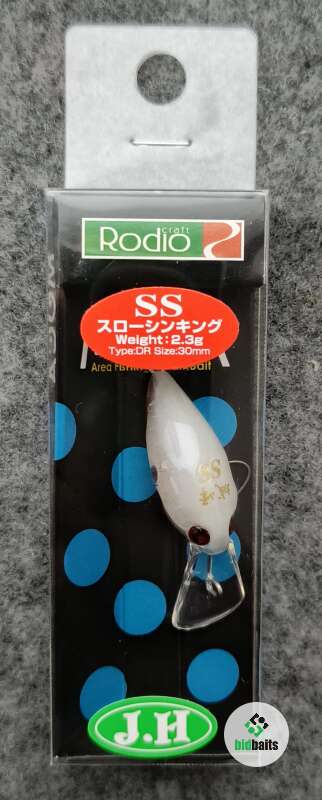 craft
Rodio
SS
スローシンキング
Weight:2.3g
Type:DR Size:30mm
Area
SS
J.H
bidbaits